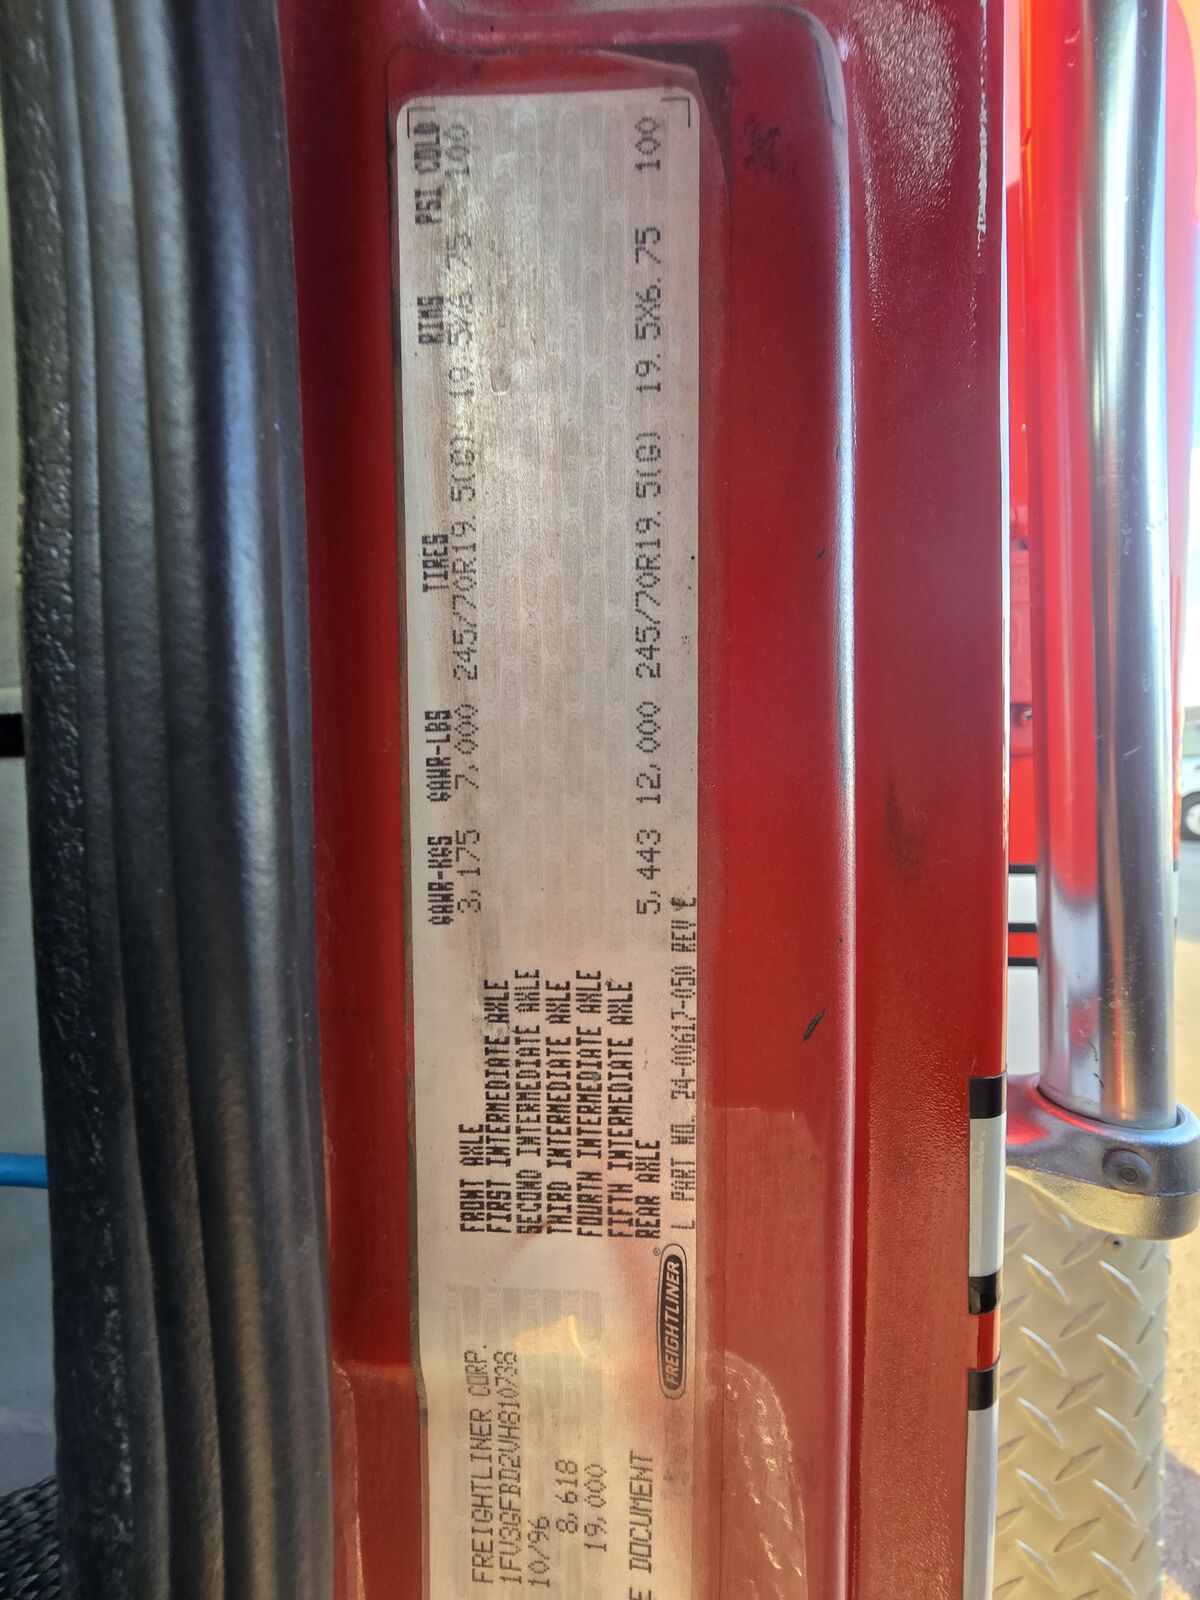 FREIGHTLINER CORP.
1FV3GFBD2VH810738
10/96
8,618
19,000
E DOCUMENT
FREIGHTLINER®
GAWR-KGS GAWR-LBS TIRES RIMS PSI COLD
FRONT AXLE 3,175 7,000 245/70R19.5(G) 19.5X6.75 100
FIRST INTERMEDIATE AXLE
SECOND INTERMEDIATE AXLE
THIRD INTERMEDIATE AXLE
FOURTH INTERMEDIATE AXLE
FIFTH INTERMEDIATE AXLE
REAR AXLE 5,443 12,000 245/70R19.5(G) 19.5X6.75 100
PART NO. 24-00612-050 REV